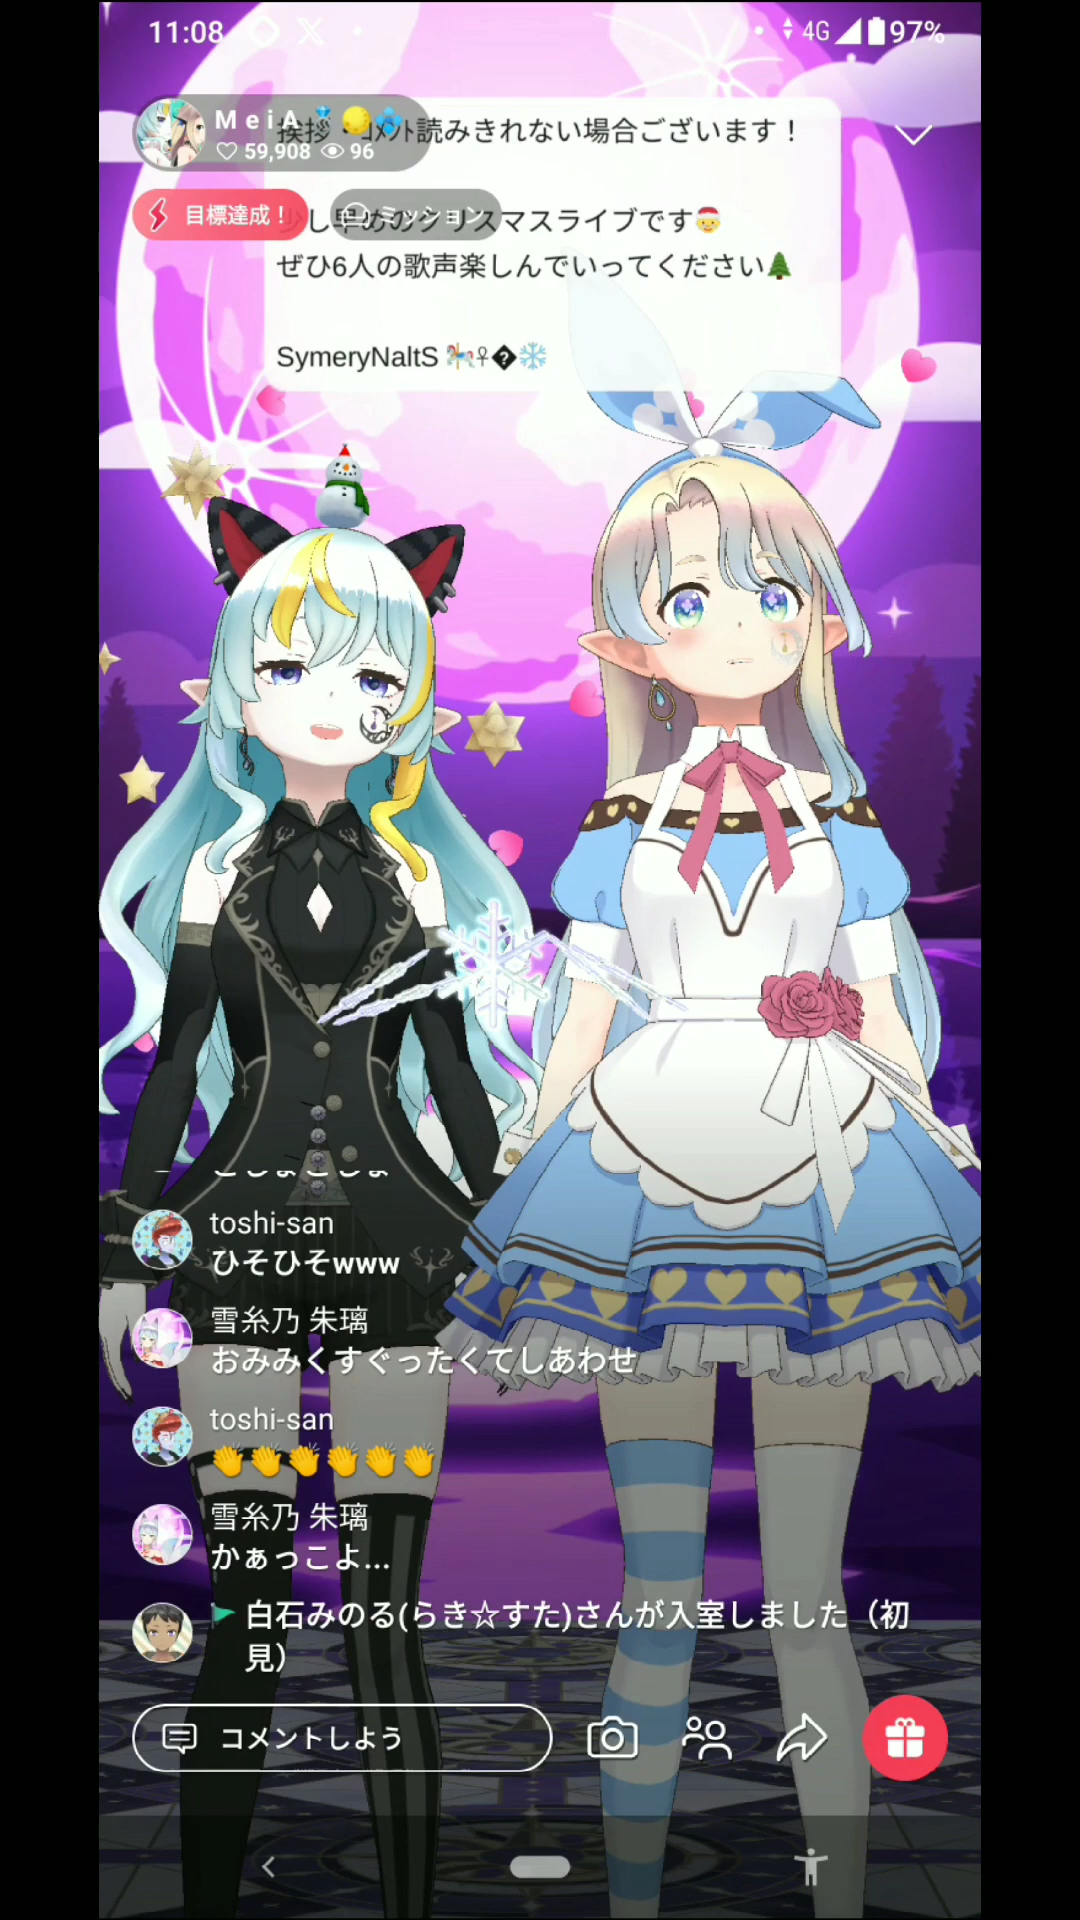 11:08
4G
97%
MeiA
挨拶・コメント読みきれない場合ございます！
59,908 96
目標達成！ ミッション
少し早めのクリスマスライブです🎅
ぜひ6人の歌声楽しんでいってください🌲
SymeryNaltS 🎠♀�❄️
toshi-san
ひそひそwww
雪糸乃 朱璃
おみみくすぐったくてしあわせ
toshi-san
👏👏👏👏👏👏
雪糸乃 朱璃
かぁっこよ...
白石みのる(らき☆すた)さんが入室しました（初
見）
コメントしよう